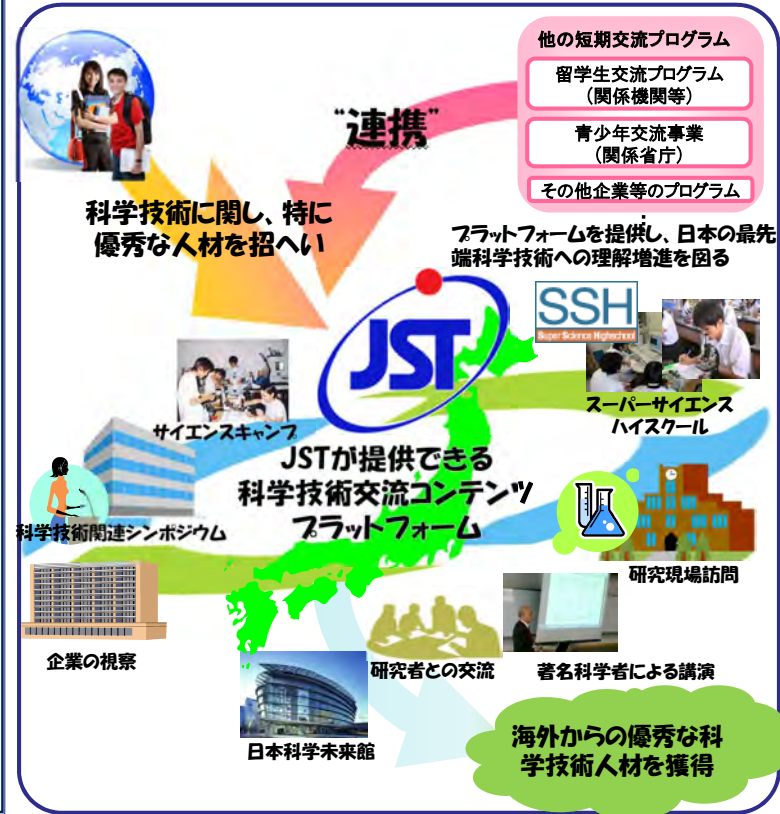 他の短期交流プログラム
留学生交流プログラム
(関係機関等)
青少年交流事業
(関係省庁)
その他企業等のプログラム
“連携”
科学技術に関し、特に
優秀な人材を招へい
プラットフォームを提供し、日本の最先
端科学技術への理解増進を図る
SSH
Super Science Highschool
JST
スーパーサイエンス
ハイスクール
サイエンスキャンプ
JSTが提供できる
科学技術交流コンテンツ
プラットフォーム
科学技術関連シンポジウム
研究現場訪問
企業の視察
研究者との交流
著名科学者による講演
日本科学未来館
海外からの優秀な科
学技術人材を獲得